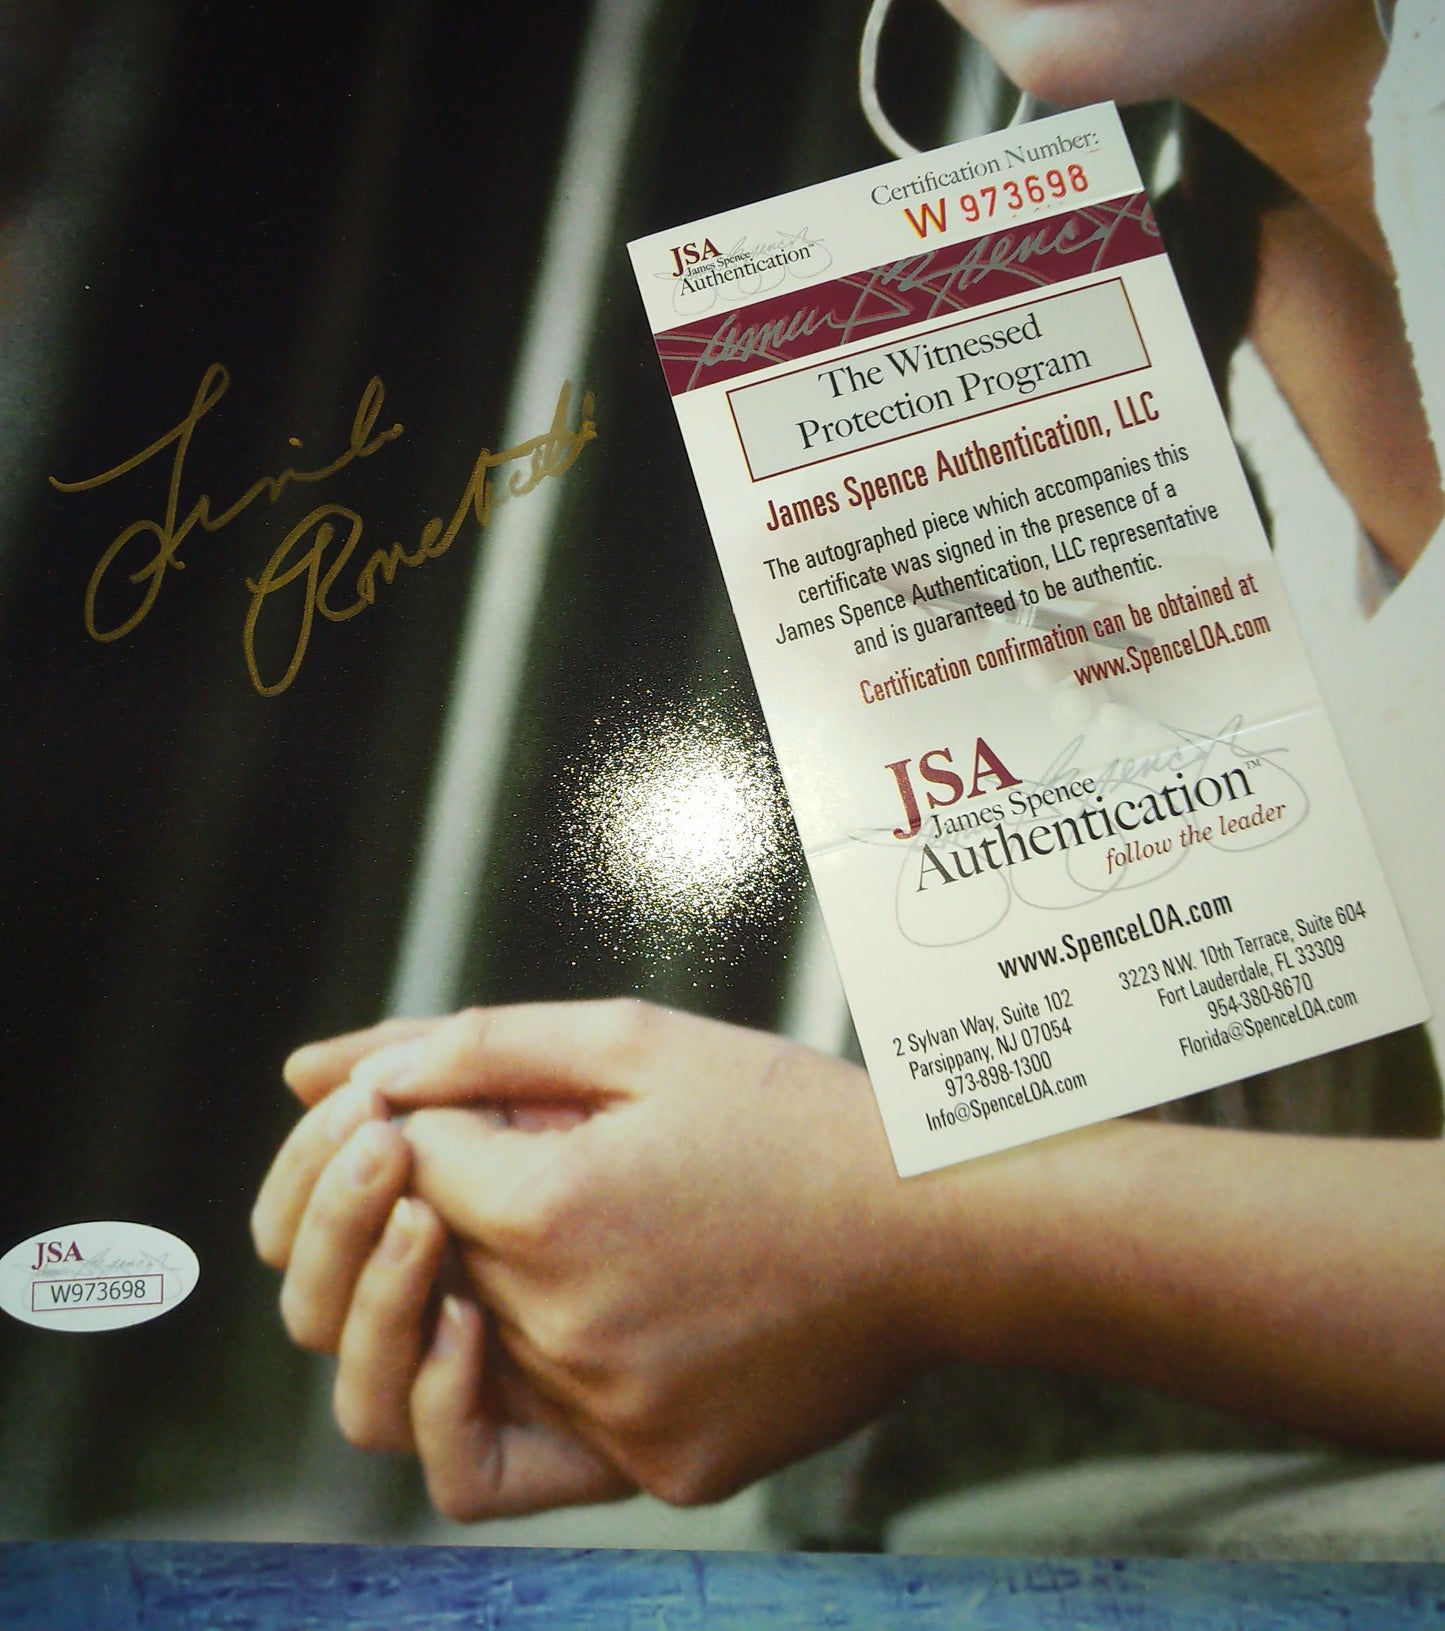 Linda
Ronstadt
Certification Number:
W 973698
JSA
James Spence
Authentication™
The Witnessed
Protection Program
James Spence Authentication, LLC
The autographed piece which accompanies this
certificate was signed in the presence of a
James Spence Authentication, LLC representative
and is guaranteed to be authentic.
Certification confirmation can be obtained at
www.SpenceLOA.com
JSA
James Spence
Authentication™
follow the leader
www.SpenceLOA.com
2 Sylvan Way, Suite 102
Parsippany, NJ 07054
973-898-1300
Info@SpenceLOA.com
3223 N.W. 10th Terrace, Suite 604
Fort Lauderdale, FL 33309
954-380-8670
Florida@SpenceLOA.com
JSA
W973698